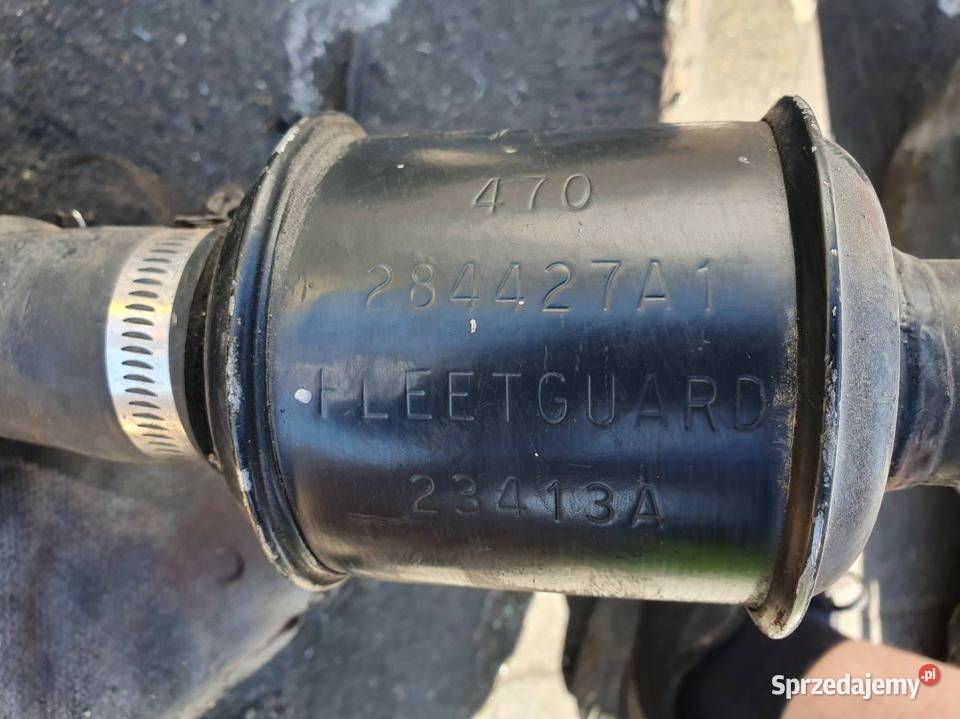 470
284427A1
FLEETGUARD
23413A
Sprzedajemy.pl